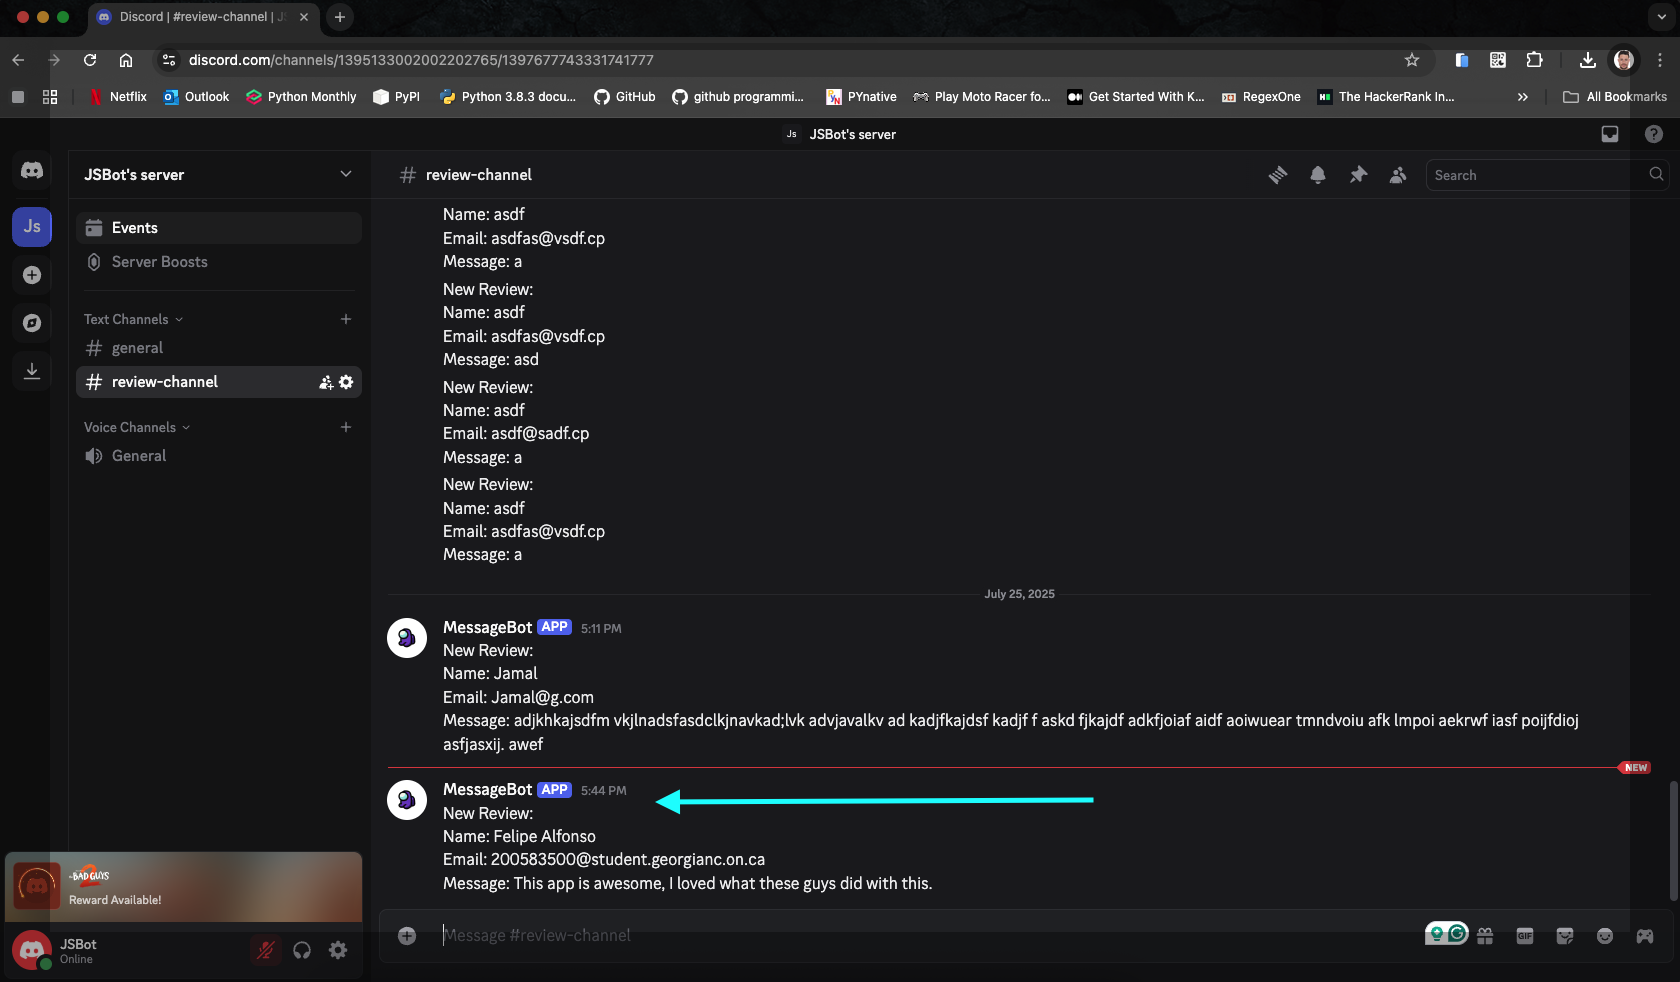 Discord | #review-channel | JS
discord.com/channels/1395133002002202765/1397677743331741777
Netflix Outlook Python Monthly PyPI Python 3.8.3 docu... GitHub github programmi... PYnative Play Moto Racer fo... Get Started With K... RegexOne The HackerRank In... » All Bookmarks
Js JSBot's server
JSBot's server
Js
Events
Server Boosts
Text Channels
general
review-channel
Voice Channels
General
review-channel
Search
Name: asdf
Email: asdfas@vsdf.cp
Message: a
New Review:
Name: asdf
Email: asdfas@vsdf.cp
Message: asd
New Review:
Name: asdf
Email: asdf@sadf.cp
Message: a
New Review:
Name: asdf
Email: asdfas@vsdf.cp
Message: a
July 25, 2025
MessageBot APP 5:11 PM
New Review:
Name: Jamal
Email: Jamal@g.com
Message: adjkhkajsdfm vkjlnadsfasdclkjnavkad;lvk advjavalkv ad kadjfkajdsf kadjf f askd fjkajdf adkfjoiaf aidf aoiwuear tmndvoiu afk lmpoi aekrwf iasf poijfdioj
asfjasxij. awef
NEW
MessageBot APP 5:44 PM
New Review:
Name: Felipe Alfonso
Email: 200583500@student.georgianc.on.ca
Message: This app is awesome, I loved what these guys did with this.
Message #review-channel
GIF
BAD GUYS 2
Reward Available!
JSBot
Online